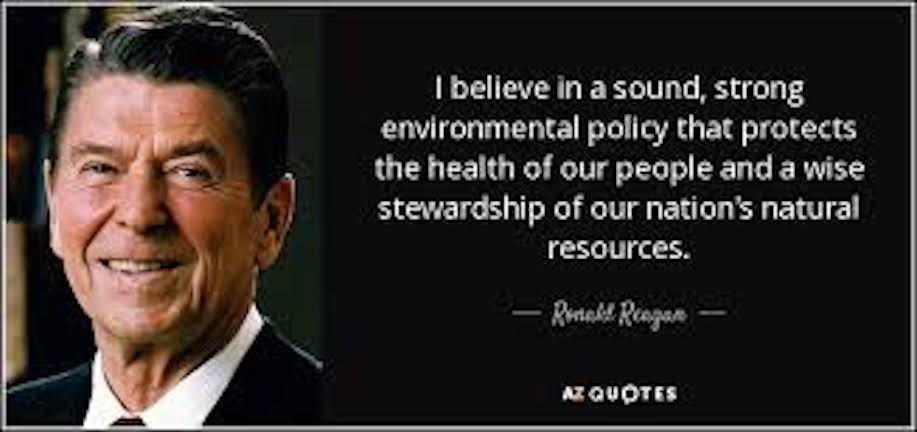 I believe in a sound, strong
environmental policy that protects
the health of our people and a wise
stewardship of our nation's natural
resources.
— Ronald Reagan —
AZ QUOTES